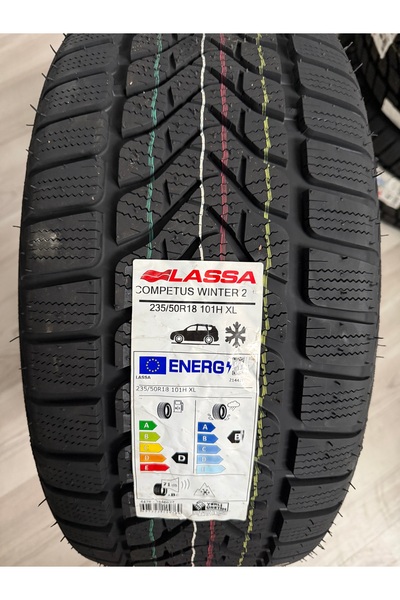 LASSA
COMPETUS WINTER 2
235/50R18 101H XL
ENERG
LASSA
235/50R18 101H XL
A
B
C
D
E
D
A
B
C
D
E
E